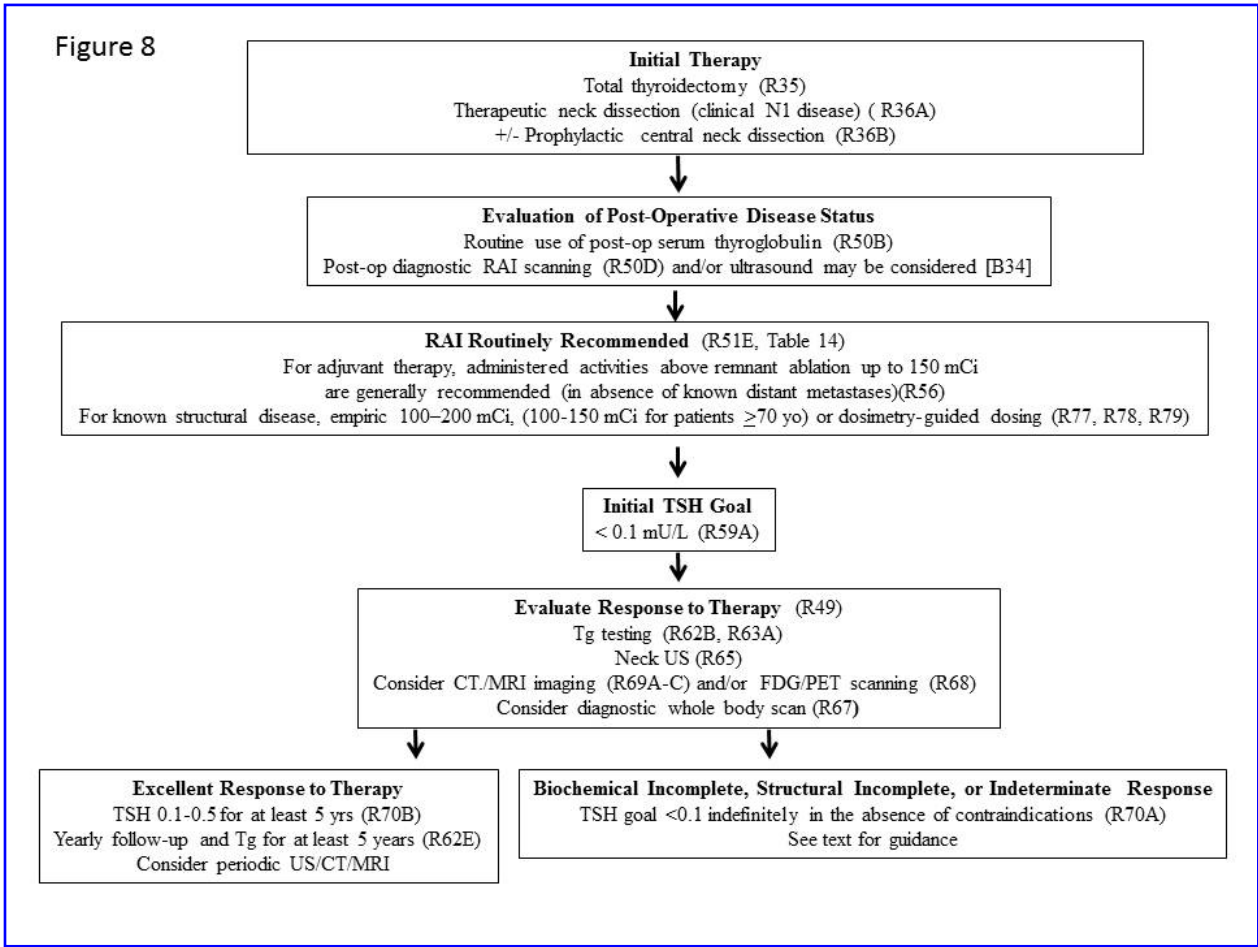 Figure 8
Initial Therapy
Total thyroidectomy (R35)
Therapeutic neck dissection (clinical N1 disease) ( R36A)
+/- Prophylactic central neck dissection (R36B)
Evaluation of Post-Operative Disease Status
Routine use of post-op serum thyroglobulin (R50B)
Post-op diagnostic RAI scanning (R50D) and/or ultrasound may be considered [B34]
RAI Routinely Recommended (R51E, Table 14)
For adjuvant therapy, administered activities above remnant ablation up to 150 mCi
are generally recommended (in absence of known distant metastases)(R56)
For known structural disease, empiric 100–200 mCi, (100-150 mCi for patients ≥70 yo) or dosimetry-guided dosing (R77, R78, R79)
Initial TSH Goal
< 0.1 mU/L (R59A)
Evaluate Response to Therapy (R49)
Tg testing (R62B, R63A)
Neck US (R65)
Consider CT./MRI imaging (R69A-C) and/or FDG/PET scanning (R68)
Consider diagnostic whole body scan (R67)
Excellent Response to Therapy
TSH 0.1-0.5 for at least 5 yrs (R70B)
Yearly follow-up and Tg for at least 5 years (R62E)
Consider periodic US/CT/MRI
Biochemical Incomplete, Structural Incomplete, or Indeterminate Response
TSH goal <0.1 indefinitely in the absence of contraindications (R70A)
See text for guidance